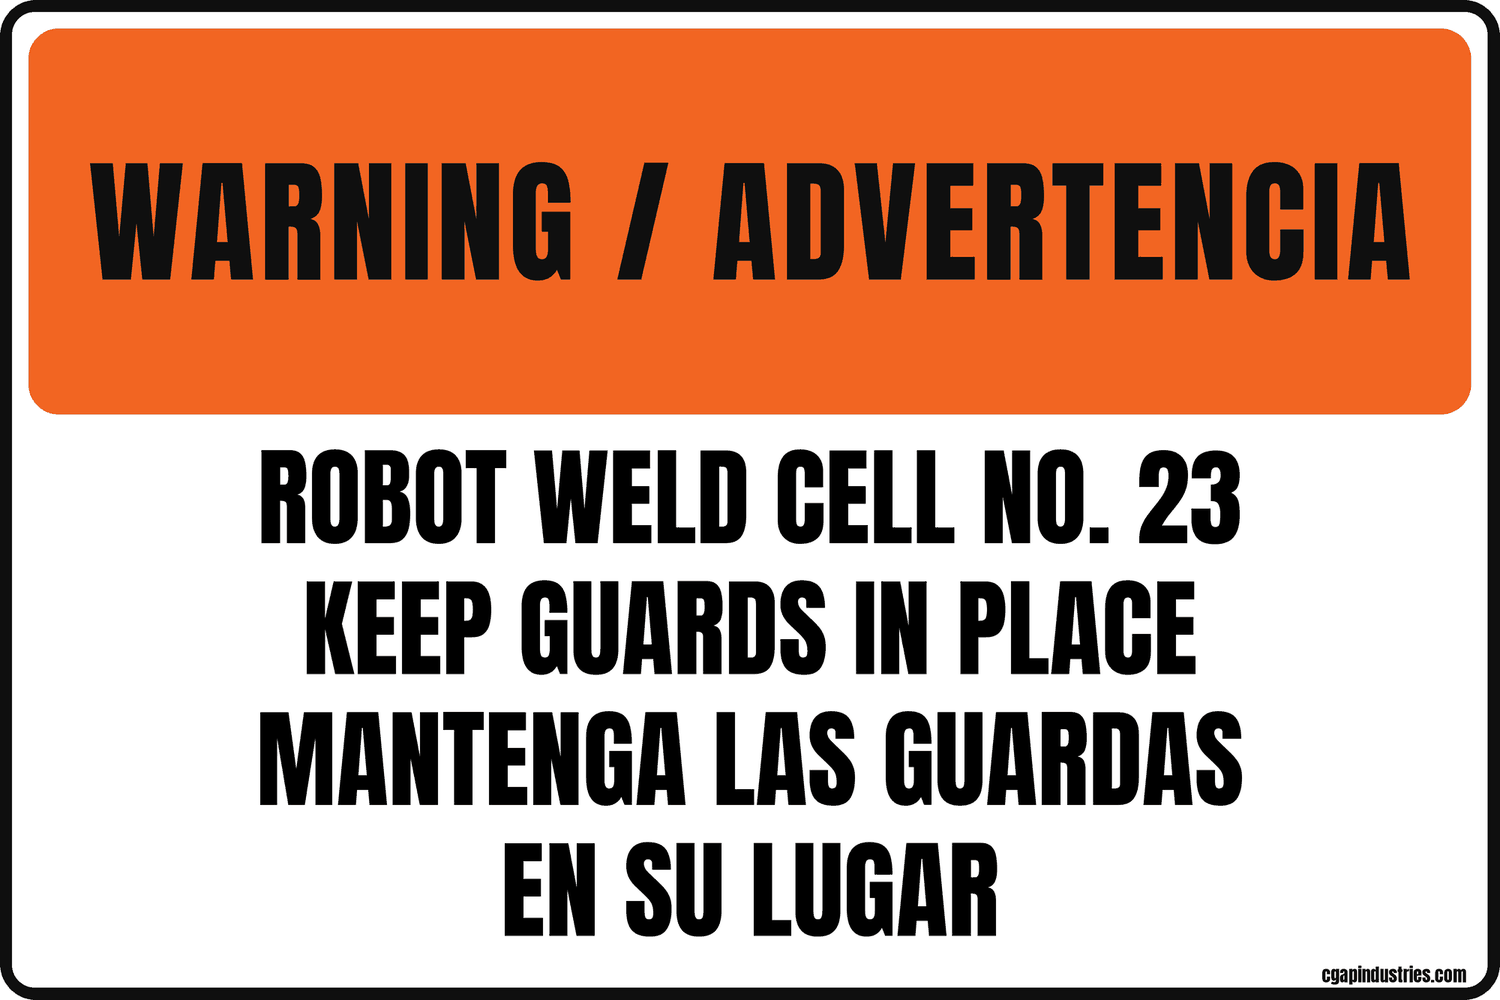 WARNING / ADVERTENCIA
ROBOT WELD CELL NO. 23
KEEP GUARDS IN PLACE
MANTENGA LAS GUARDAS
EN SU LUGAR
cgapindustries.com